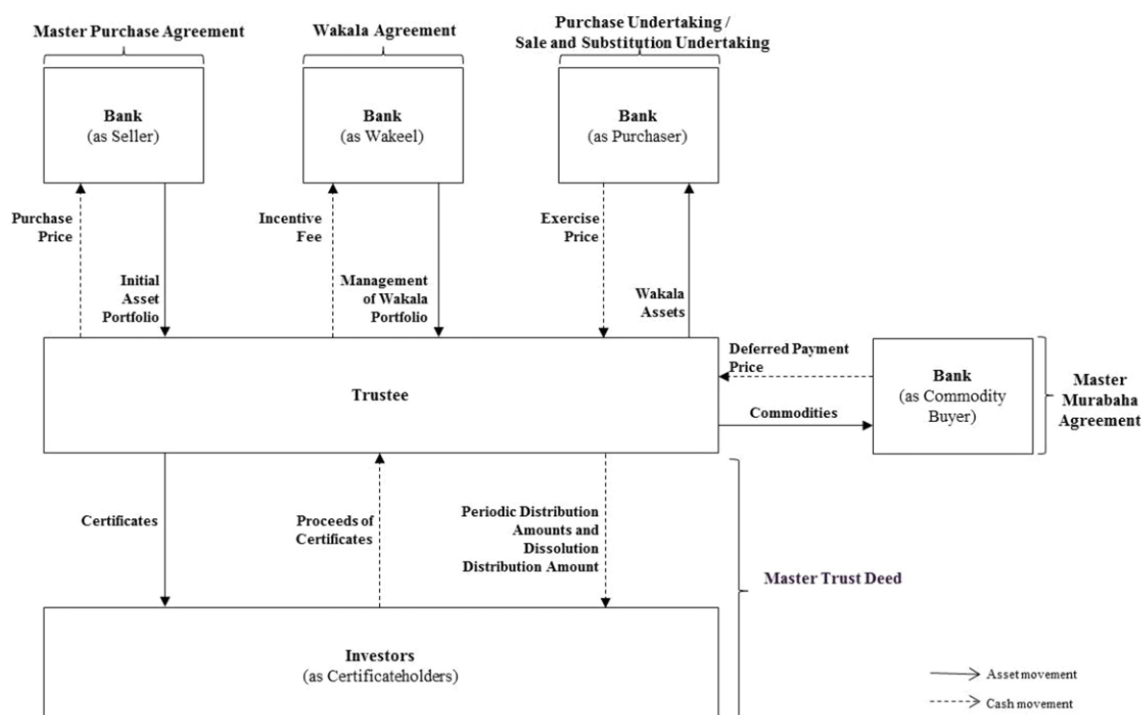 Master Purchase Agreement
Wakala Agreement
Purchase Undertaking /
Sale and Substitution Undertaking
Bank
(as Seller)
Bank
(as Wakeel)
Bank
(as Purchaser)
Purchase
Price
Initial
Asset
Portfolio
Incentive
Fee
Management
of Wakala
Portfolio
Exercise
Price
Wakala
Assets
Trustee
Deferred Payment
Price
Commodities
Bank
(as Commodity
Buyer)
Master
Murabaha
Agreement
Certificates
Proceeds of
Certificates
Periodic Distribution
Amounts and
Dissolution
Distribution Amount
Master Trust Deed
Investors
(as Certificateholders)
Asset movement
Cash movement